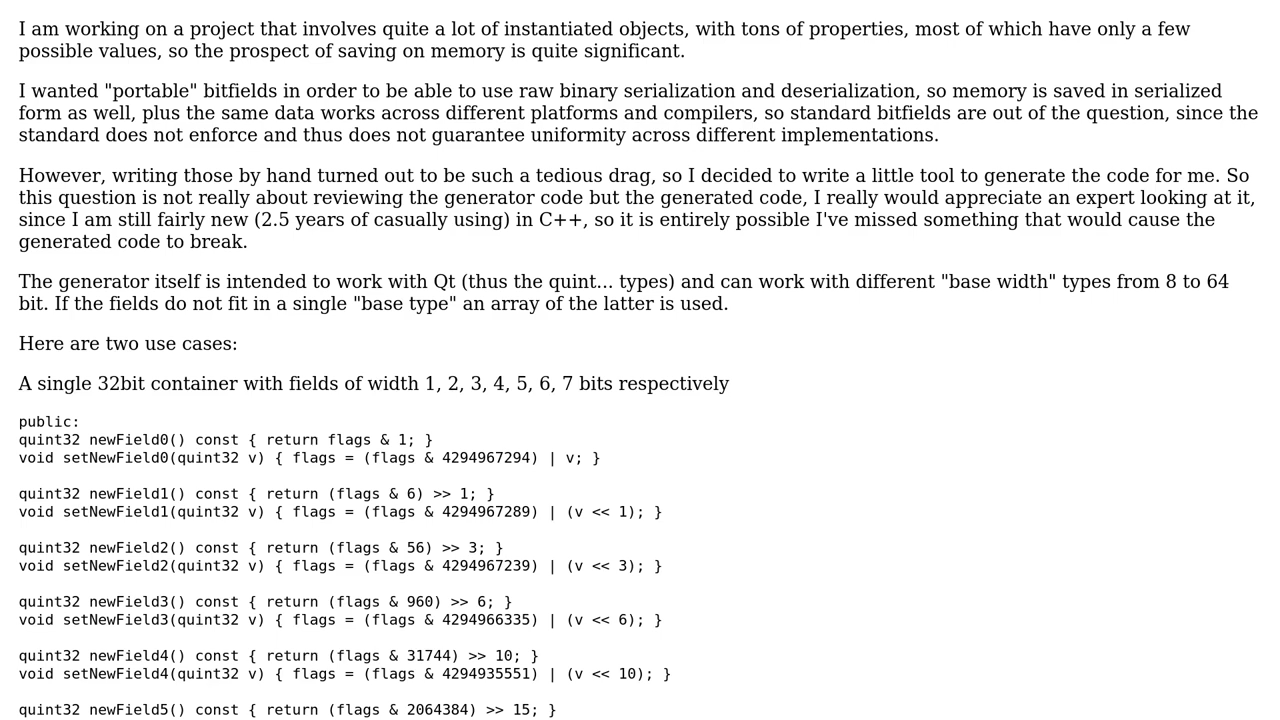 I am working on a project that involves quite a lot of instantiated objects, with tons of properties, most of which have only a few
possible values, so the prospect of saving on memory is quite significant.
I wanted "portable" bitfields in order to be able to use raw binary serialization and deserialization, so memory is saved in serialized
form as well, plus the same data works across different platforms and compilers, so standard bitfields are out of the question, since the
standard does not enforce and thus does not guarantee uniformity across different implementations.
However, writing those by hand turned out to be such a tedious drag, so I decided to write a little tool to generate the code for me. So
this question is not really about reviewing the generator code but the generated code, I really would appreciate an expert looking at it,
since I am still fairly new (2.5 years of casually using) in C++, so it is entirely possible I've missed something that would cause the
generated code to break.
The generator itself is intended to work with Qt (thus the quint... types) and can work with different "base width" types from 8 to 64
bit. If the fields do not fit in a single "base type" an array of the latter is used.
Here are two use cases:
A single 32bit container with fields of width 1, 2, 3, 4, 5, 6, 7 bits respectively
public:
quint32 newField0() const { return flags & 1; }
void setNewField0(quint32 v) { flags = (flags & 4294967294) | v; }
quint32 newField1() const { return (flags & 6) >> 1; }
void setNewField1(quint32 v) { flags = (flags & 4294967289) | (v << 1); }
quint32 newField2() const { return (flags & 56) >> 3; }
void setNewField2(quint32 v) { flags = (flags & 4294967239) | (v << 3); }
quint32 newField3() const { return (flags & 960) >> 6; }
void setNewField3(quint32 v) { flags = (flags & 4294966335) | (v << 6); }
quint32 newField4() const { return (flags & 31744) >> 10; }
void setNewField4(quint32 v) { flags = (flags & 4294935551) | (v << 10); }
quint32 newField5() const { return (flags & 2064384) >> 15; }